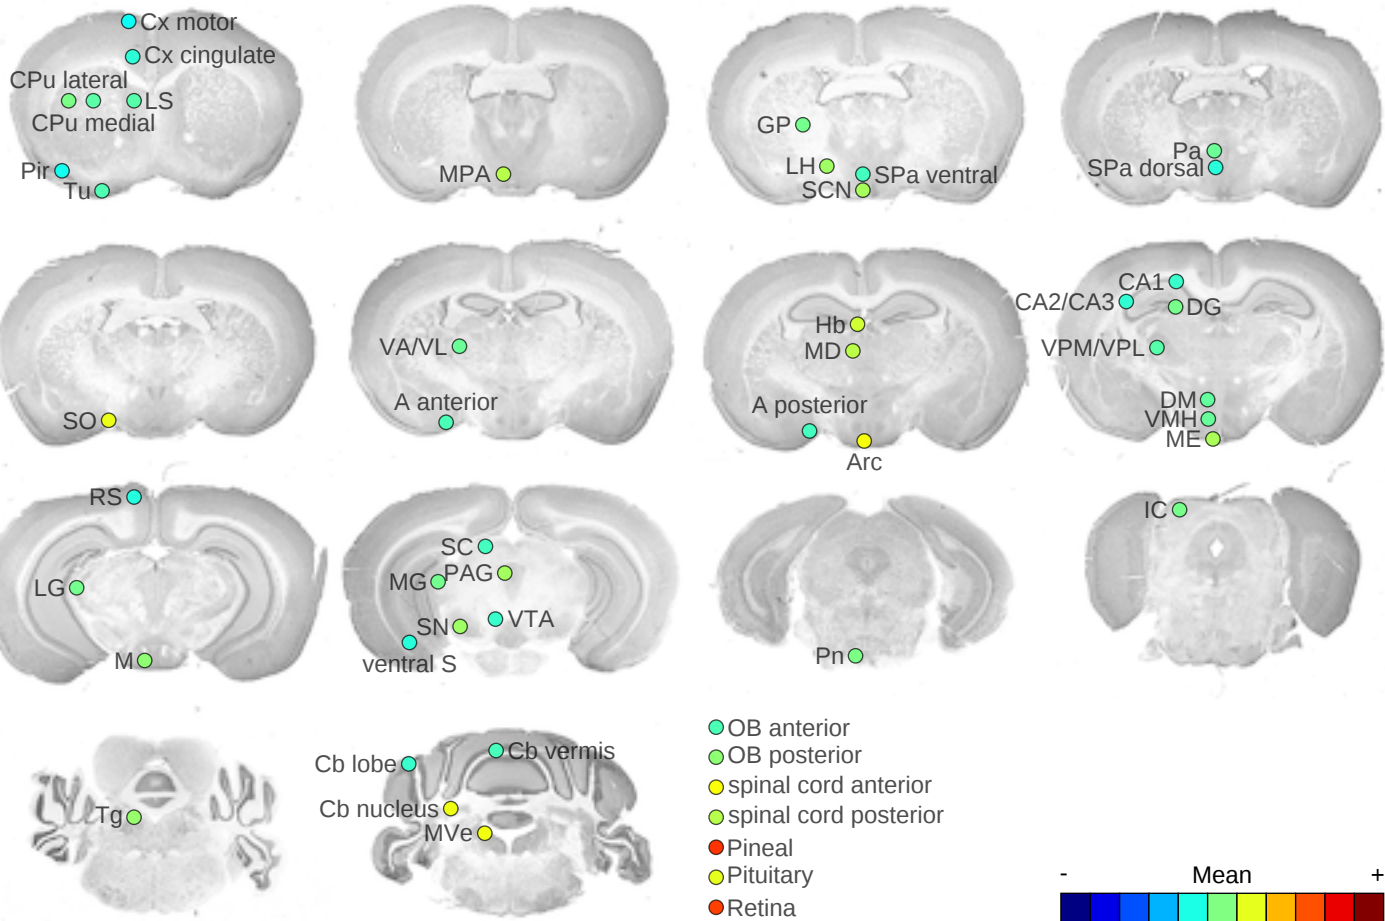 Cx motor
Cx cingulate
CPu lateral
LS
CPu medial
Pir
Tu
MPA
GP
LH
SPa ventral
SCN
Pa
SPa dorsal
SO
VA/VL
A anterior
Hb
MD
A posterior
Arc
CA1
CA2/CA3
DG
VPM/VPL
DM
VMH
ME
RS
LG
M
SC
MG
PAG
SN
VTA
ventral S
Pn
IC
Tg
Cb lobe
Cb vermis
Cb nucleus
MVe
OB anterior
OB posterior
spinal cord anterior
spinal cord posterior
Pineal
Pituitary
Retina
- Mean +